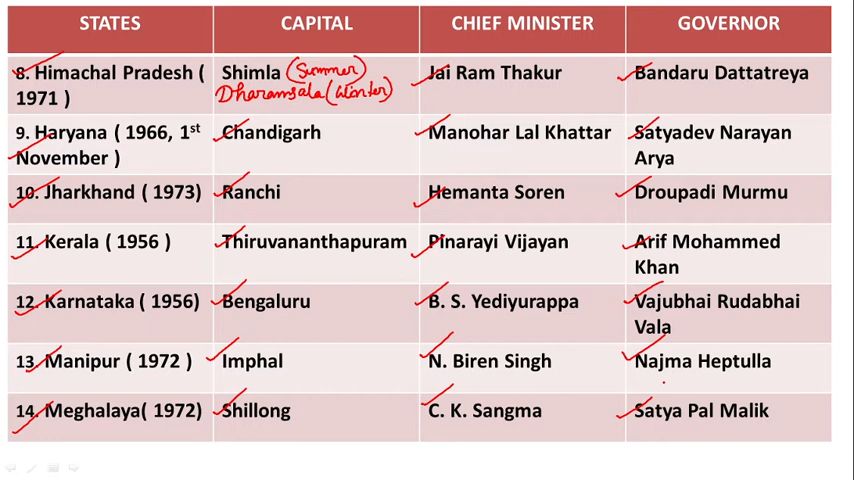 STATES CAPITAL CHIEF MINISTER GOVERNOR
8. Himachal Pradesh ( Shimla (Summer) Jai Ram Thakur Bandaru Dattatreya
1971 ) Dharamsala (Winter)
9. Haryana ( 1966, 1st Chandigarh Manohar Lal Khattar Satyadev Narayan
November ) Arya
10. Jharkhand ( 1973) Ranchi Hemanta Soren Droupadi Murmu
11. Kerala ( 1956 ) Thiruvananthapuram Pinarayi Vijayan Arif Mohammed
Khan
12. Karnataka ( 1956) Bengaluru B. S. Yediyurappa Vajubhai Rudabhai
Vala
13. Manipur ( 1972 ) Imphal N. Biren Singh Najma Heptulla
14. Meghalaya( 1972) Shillong C. K. Sangma Satya Pal Malik